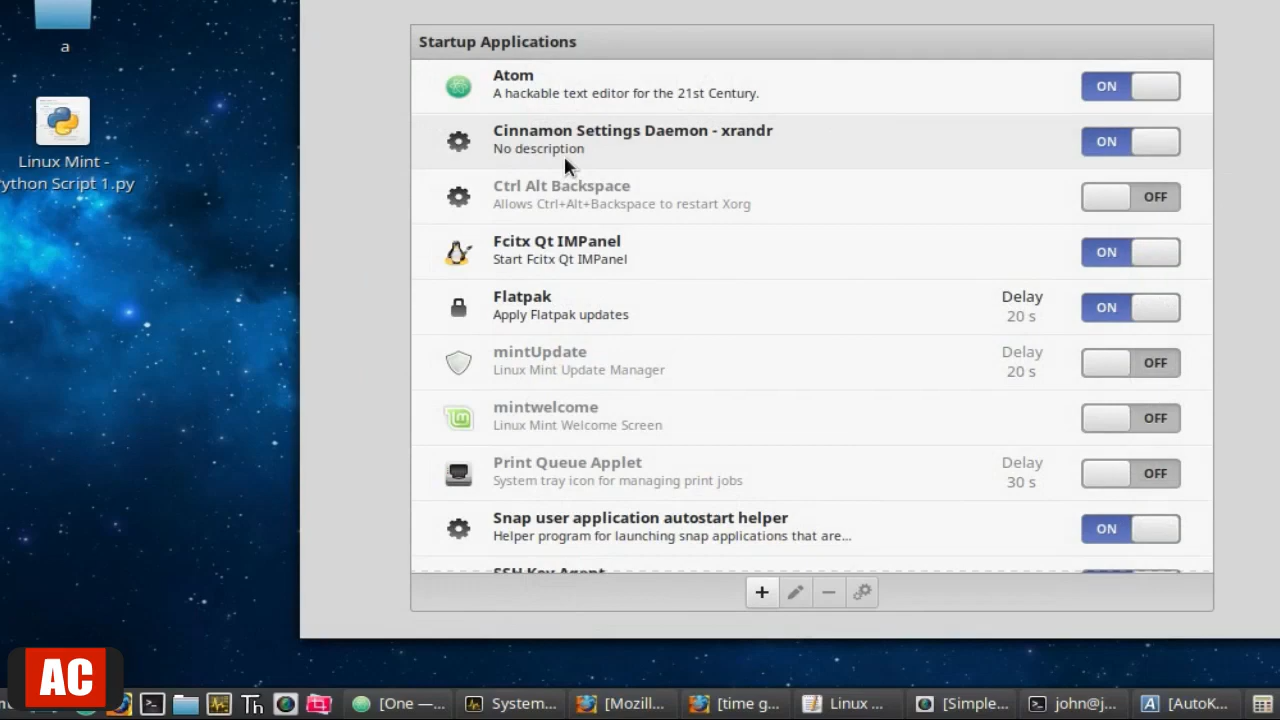 a
Linux Mint -
ython Script 1.py
Startup Applications
Atom
A hackable text editor for the 21st Century.
ON
Cinnamon Settings Daemon - xrandr
No description
ON
Ctrl Alt Backspace
Allows Ctrl+Alt+Backspace to restart Xorg
OFF
Fcitx Qt IMPanel
Start Fcitx Qt IMPanel
ON
Flatpak
Apply Flatpak updates
Delay
20 s
ON
mintUpdate
Linux Mint Update Manager
Delay
20 s
OFF
mintwelcome
Linux Mint Welcome Screen
OFF
Print Queue Applet
System tray icon for managing print jobs
Delay
30 s
OFF
Snap user application autostart helper
Helper program for launching snap applications that are...
ON
SSH Key Agent
+
AC
Th
[One —...
System...
[Mozill...
[time g...
Linux ...
[Simple...
john@j...
[AutoK...